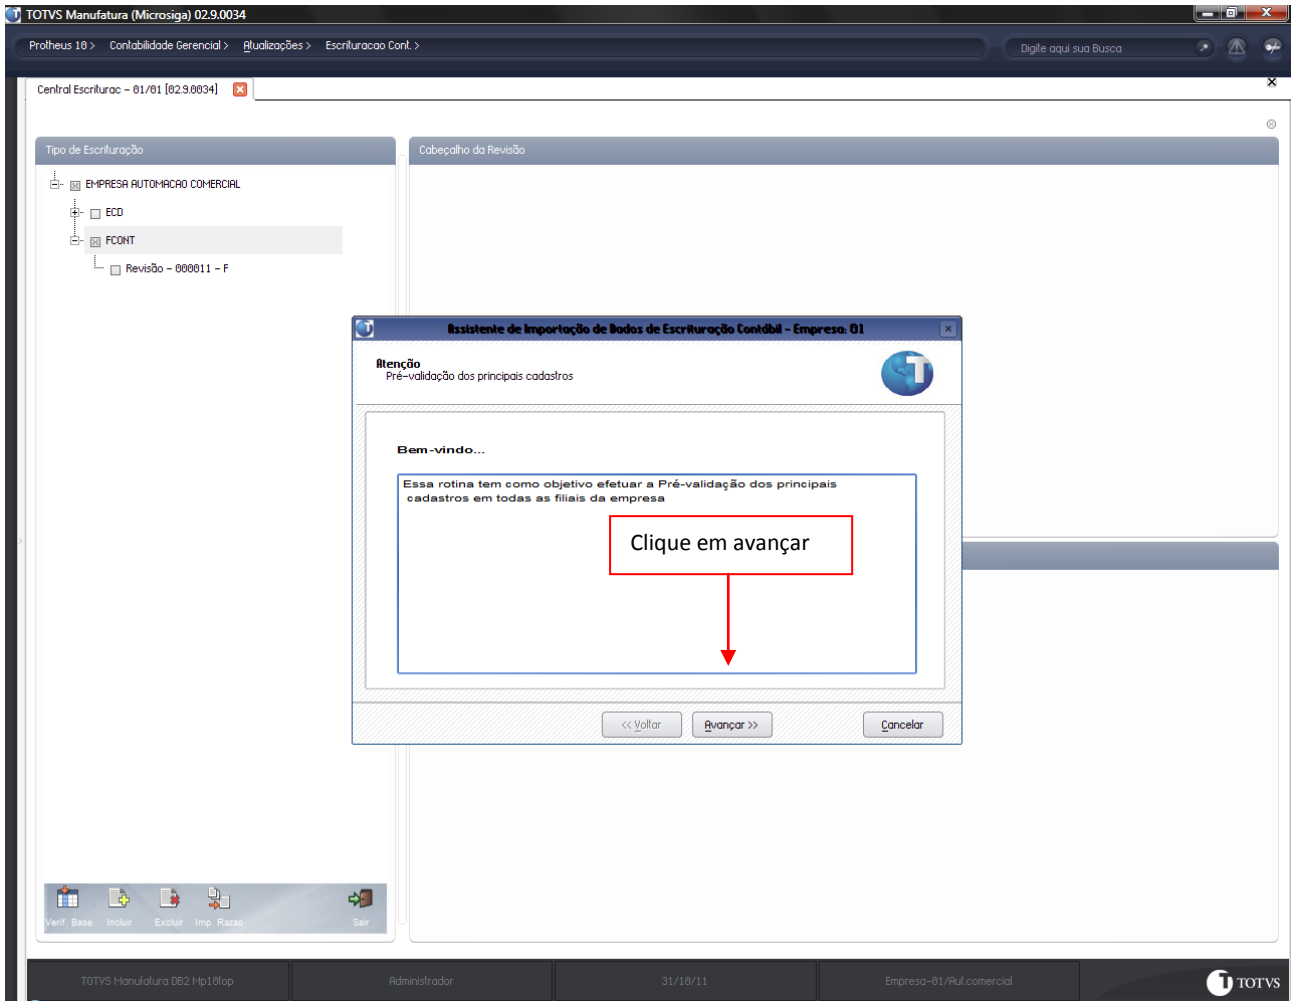 TOTVS Manufatura (Microsiga) 02.9.0034
Protheus 10 > Contabilidade Gerencial > Atualizações > Escrituracao Cont. >
Digite aqui sua Busca
Central Escriturac - 01/01 [02.9.0034]
Tipo de Escrituração
Cabeçalho da Revisão
EMPRESA AUTOMACAO COMERCIAL
ECD
FCONT
Revisão - 000011 - F
Assistente de Importação de Dados de Escrituração Contábil - Empresa: 01
Atenção
Pré-validação dos principais cadastros
Bem-vindo...
Essa rotina tem como objetivo efetuar a Pré-validação dos principais
cadastros em todas as filiais da empresa
Clique em avançar
<< Voltar
Avançar >>
Cancelar
Verif. Base
Incluir
Excluir
Imp. Razao
Sair
TOTVS Manufatura DB2 Mp10top
Administrador
31/10/11
Empresa-01/Aut.comercial
TOTVS